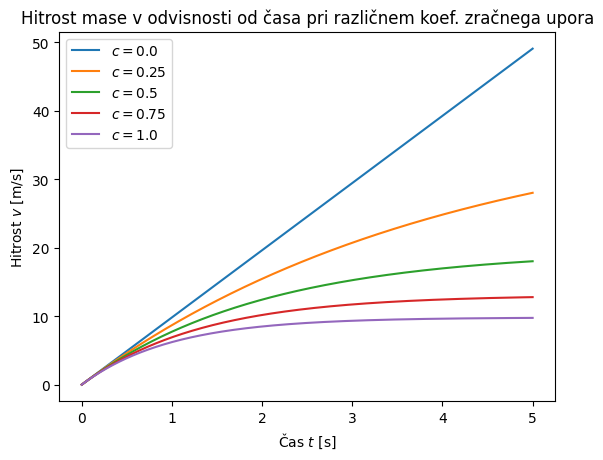 Hitrost mase v odvisnosti od časa pri različnem koef. zračnega upora
50
40
30
20
10
0
Hitrost v [m/s]
c = 0.0
c = 0.25
c = 0.5
c = 0.75
c = 1.0
0 1 2 3 4 5
Čas t [s]